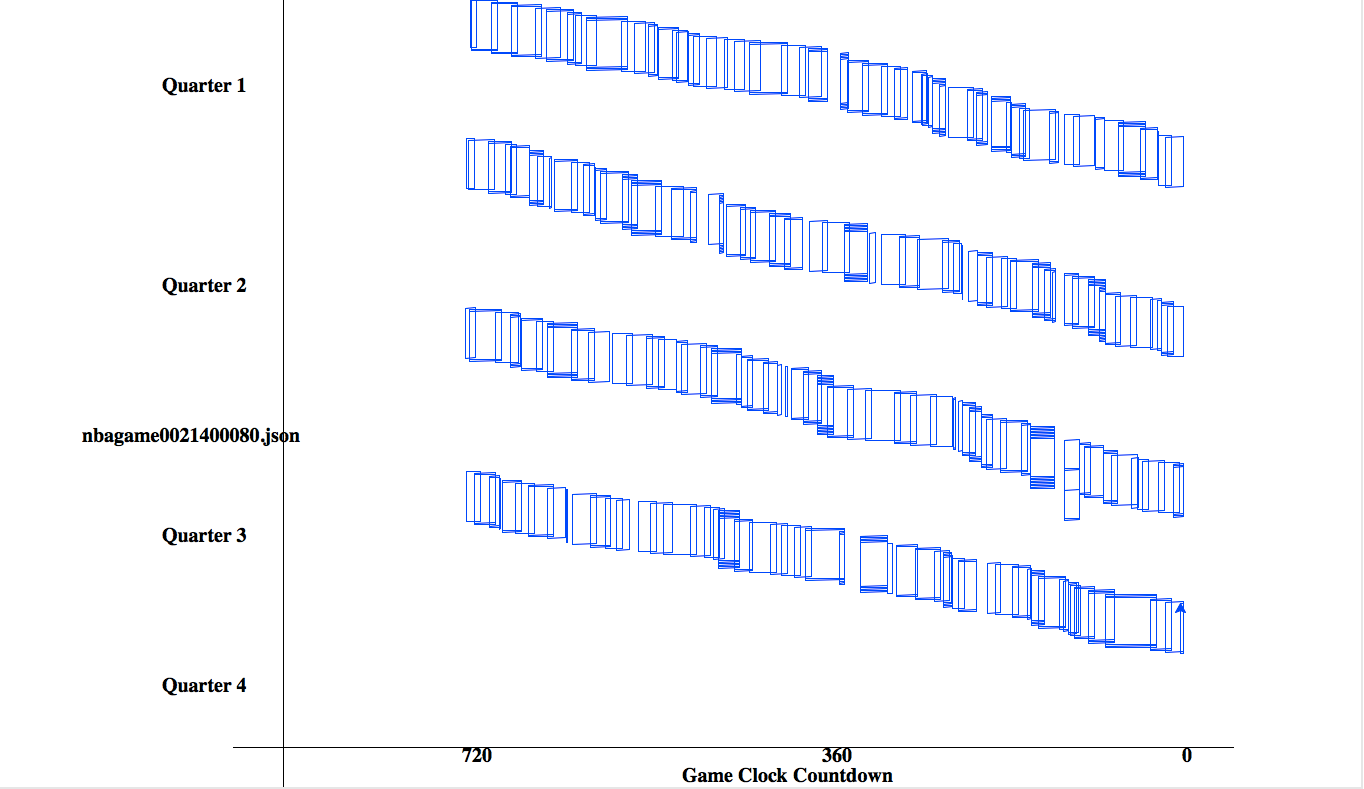 Quarter 1
Quarter 2
nbagame0021400080.json
Quarter 3
Quarter 4
720 360 0
Game Clock Countdown